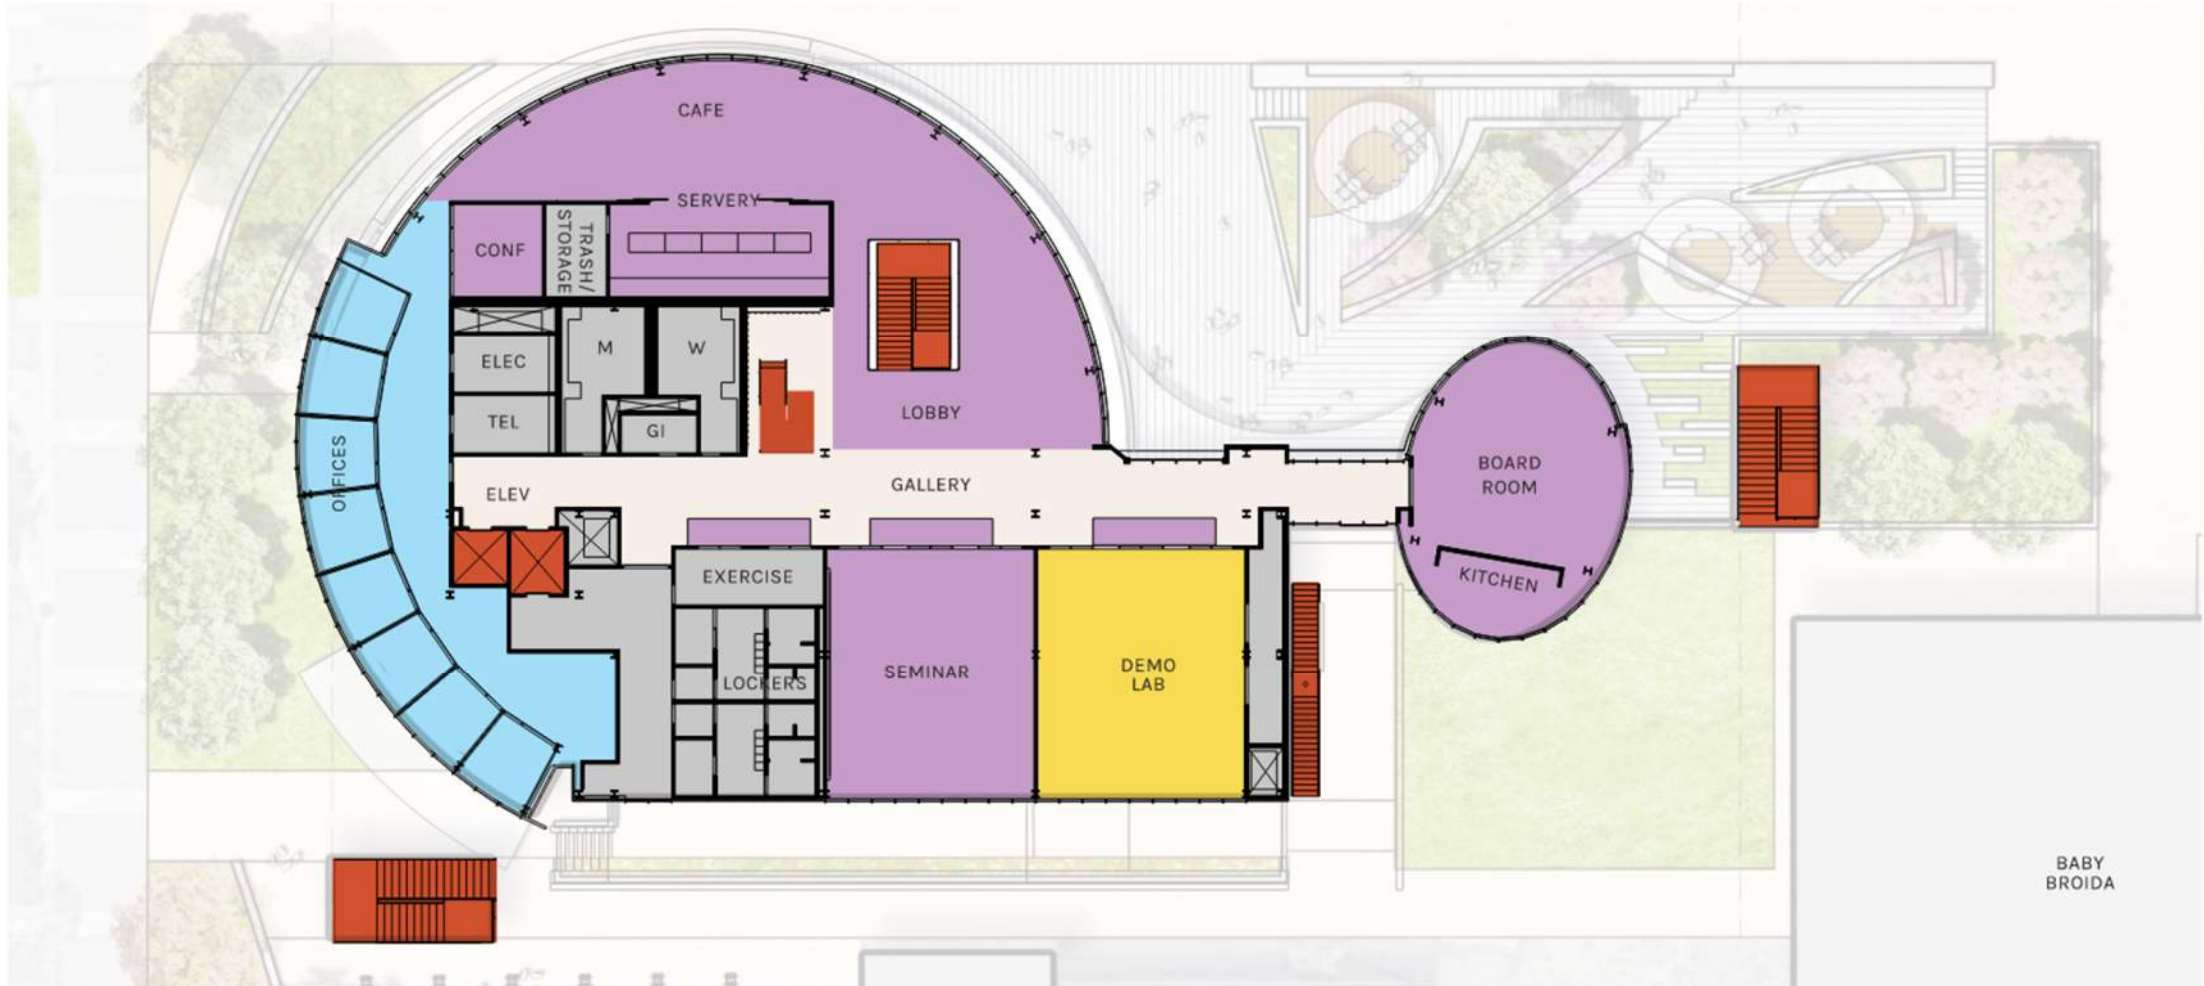 CAFE
SERVERY
CONF
TRASH/
STORAGE
ELEC
M
W
TEL
GI
LOBBY
OFFICES
ELEV
GALLERY
BOARD
ROOM
KITCHEN
EXERCISE
LOCKERS
SEMINAR
DEMO
LAB
BABY
BROIDA